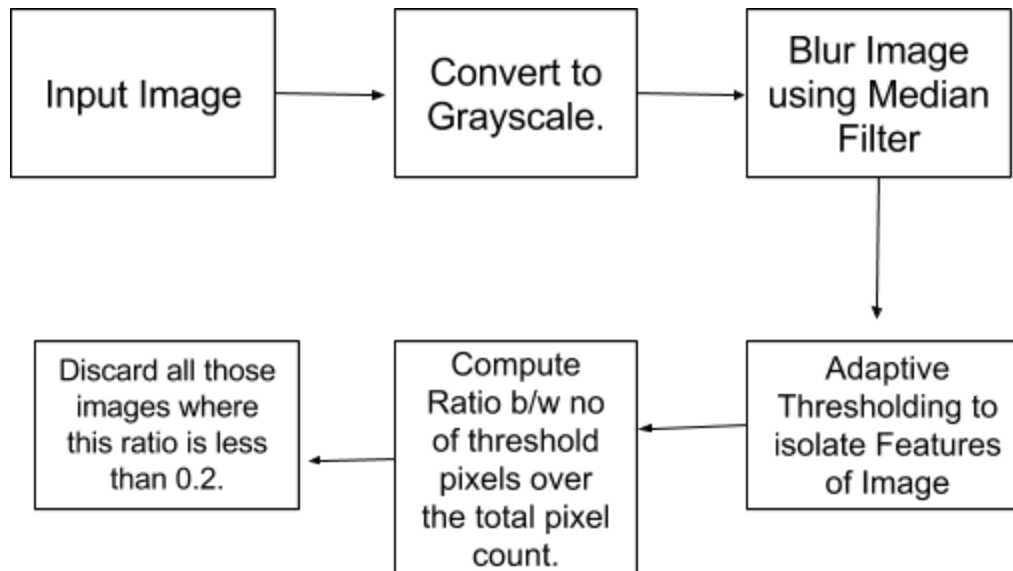 Input Image
Convert to
Grayscale.
Blur Image
using Median
Filter
Adaptive
Thresholding to
isolate Features
of Image
Compute
Ratio b/w no
of threshold
pixels over
the total pixel
count.
Discard all those
images where
this ratio is less
than 0.2.